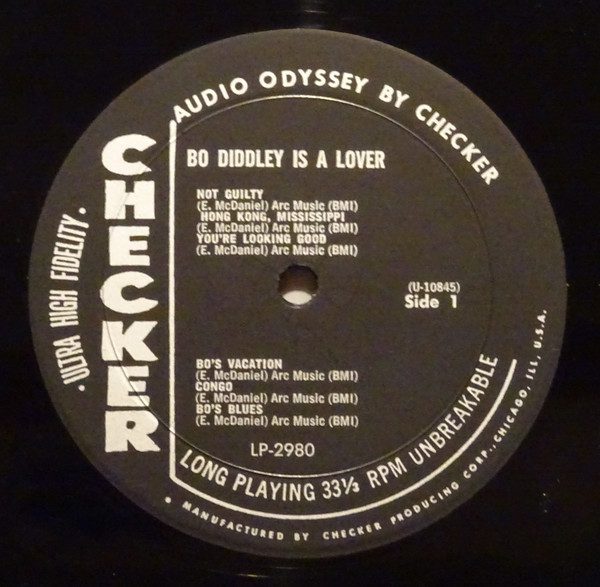 AUDIO ODYSSEY BY CHECKER
CHECKER
• ULTRA HIGH FIDELITY •
BO DIDDLEY IS A LOVER
NOT GUILTY
(E. McDaniel) Arc Music (BMI)
HONG KONG, MISSISSIPPI
(E. McDaniel) Arc Music (BMI)
YOU'RE LOOKING GOOD
(E. McDaniel) Arc Music (BMI)
(U-10845)
Side 1
BO'S VACATION
(E. McDaniel) Arc Music (BMI)
CONGO
(E. McDaniel) Arc Music (BMI)
BO'S BLUES
(E. McDaniel) Arc Music (BMI)
LP-2980
LONG PLAYING 33⅓ RPM UNBREAKABLE
• MANUFACTURED BY CHECKER PRODUCING CORP., CHICAGO, ILL, U.S.A.